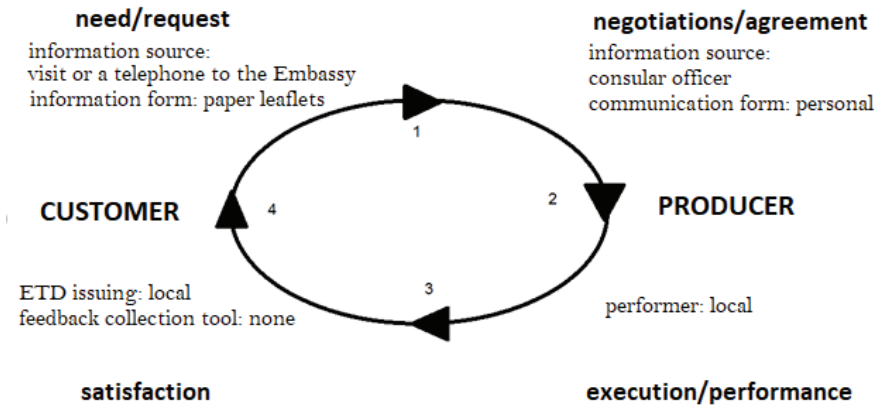 need/request
information source:
visit or a telephone to the Embassy
information form: paper leaflets
negotiations/agreement
information source:
consular officer
communication form: personal
1
2
CUSTOMER
4
PRODUCER
3
ETD issuing: local
feedback collection tool: none
performer: local
satisfaction
execution/performance